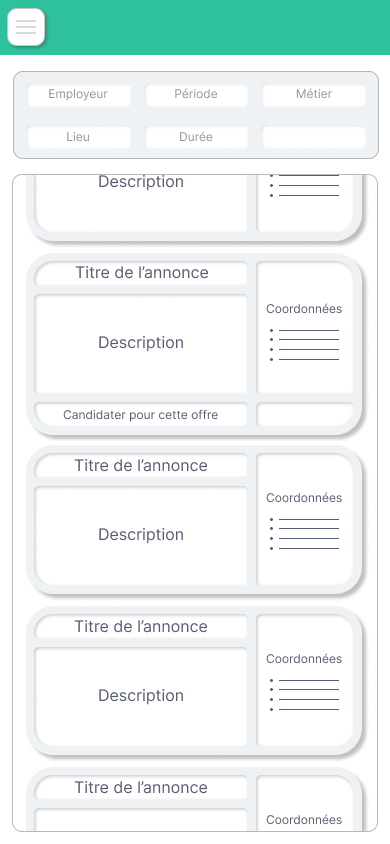 Employeur
Période
Métier
Lieu
Durée
Description
Titre de l'annonce
Coordonnées
Description
Candidater pour cette offre
Titre de l'annonce
Coordonnées
Description
Titre de l'annonce
Coordonnées
Description
Titre de l'annonce
Coordonnées